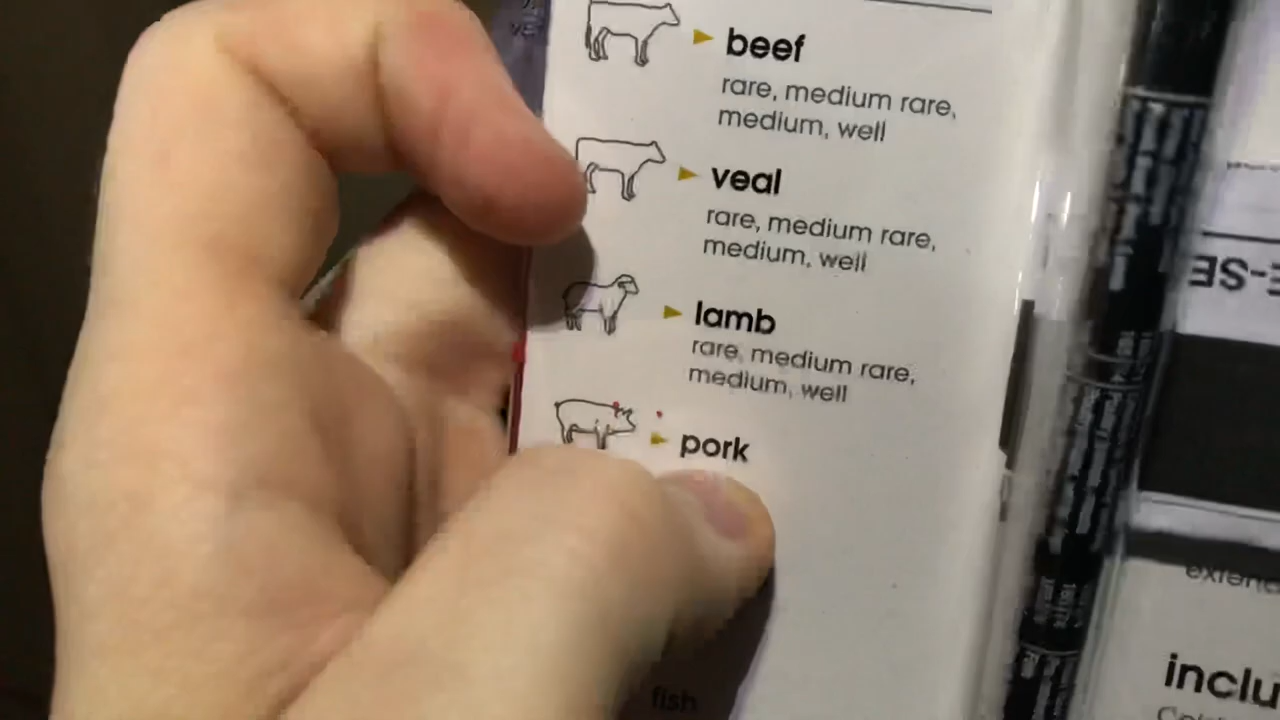 beef
rare, medium rare,
medium, well
veal
rare, medium rare,
medium, well
lamb
rare, medium rare,
medium, well
pork
fish
extend
inclu